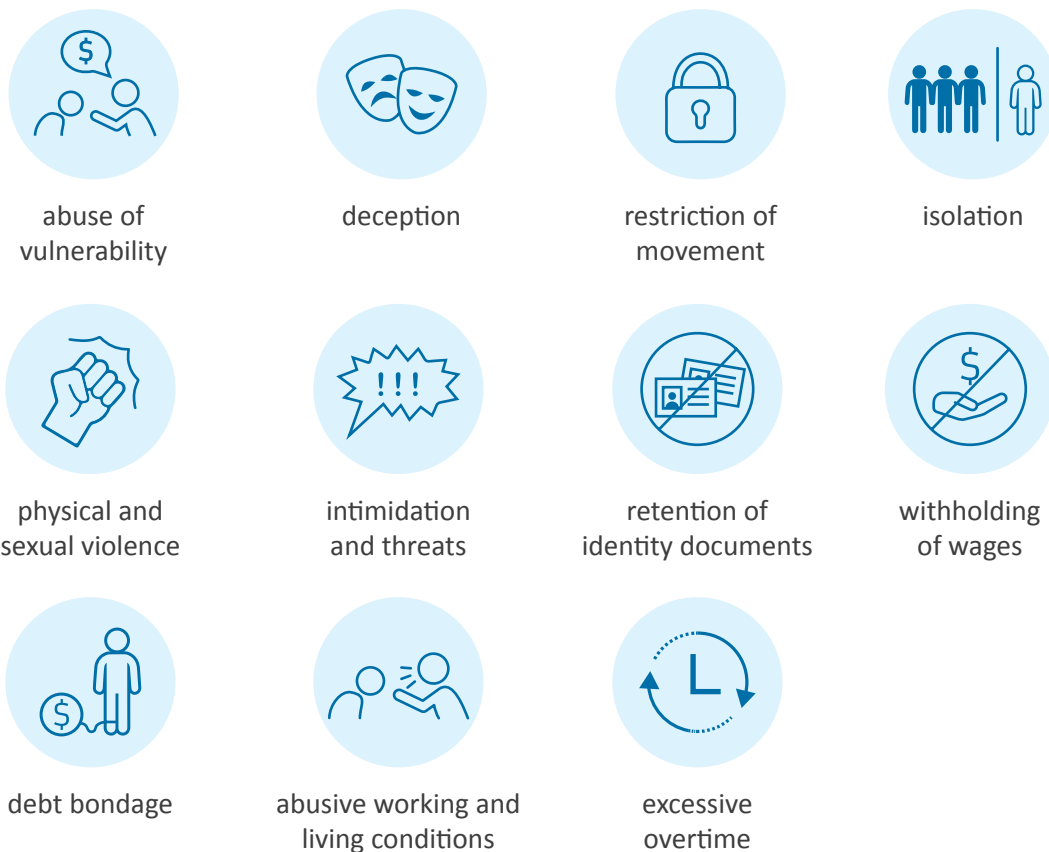 $
abuse of
vulnerability
deception
restriction of
movement
isolation
physical and
sexual violence
!!!
intimidation
and threats
retention of
identity documents
$
withholding
of wages
$
debt bondage
abusive working and
living conditions
excessive
overtime